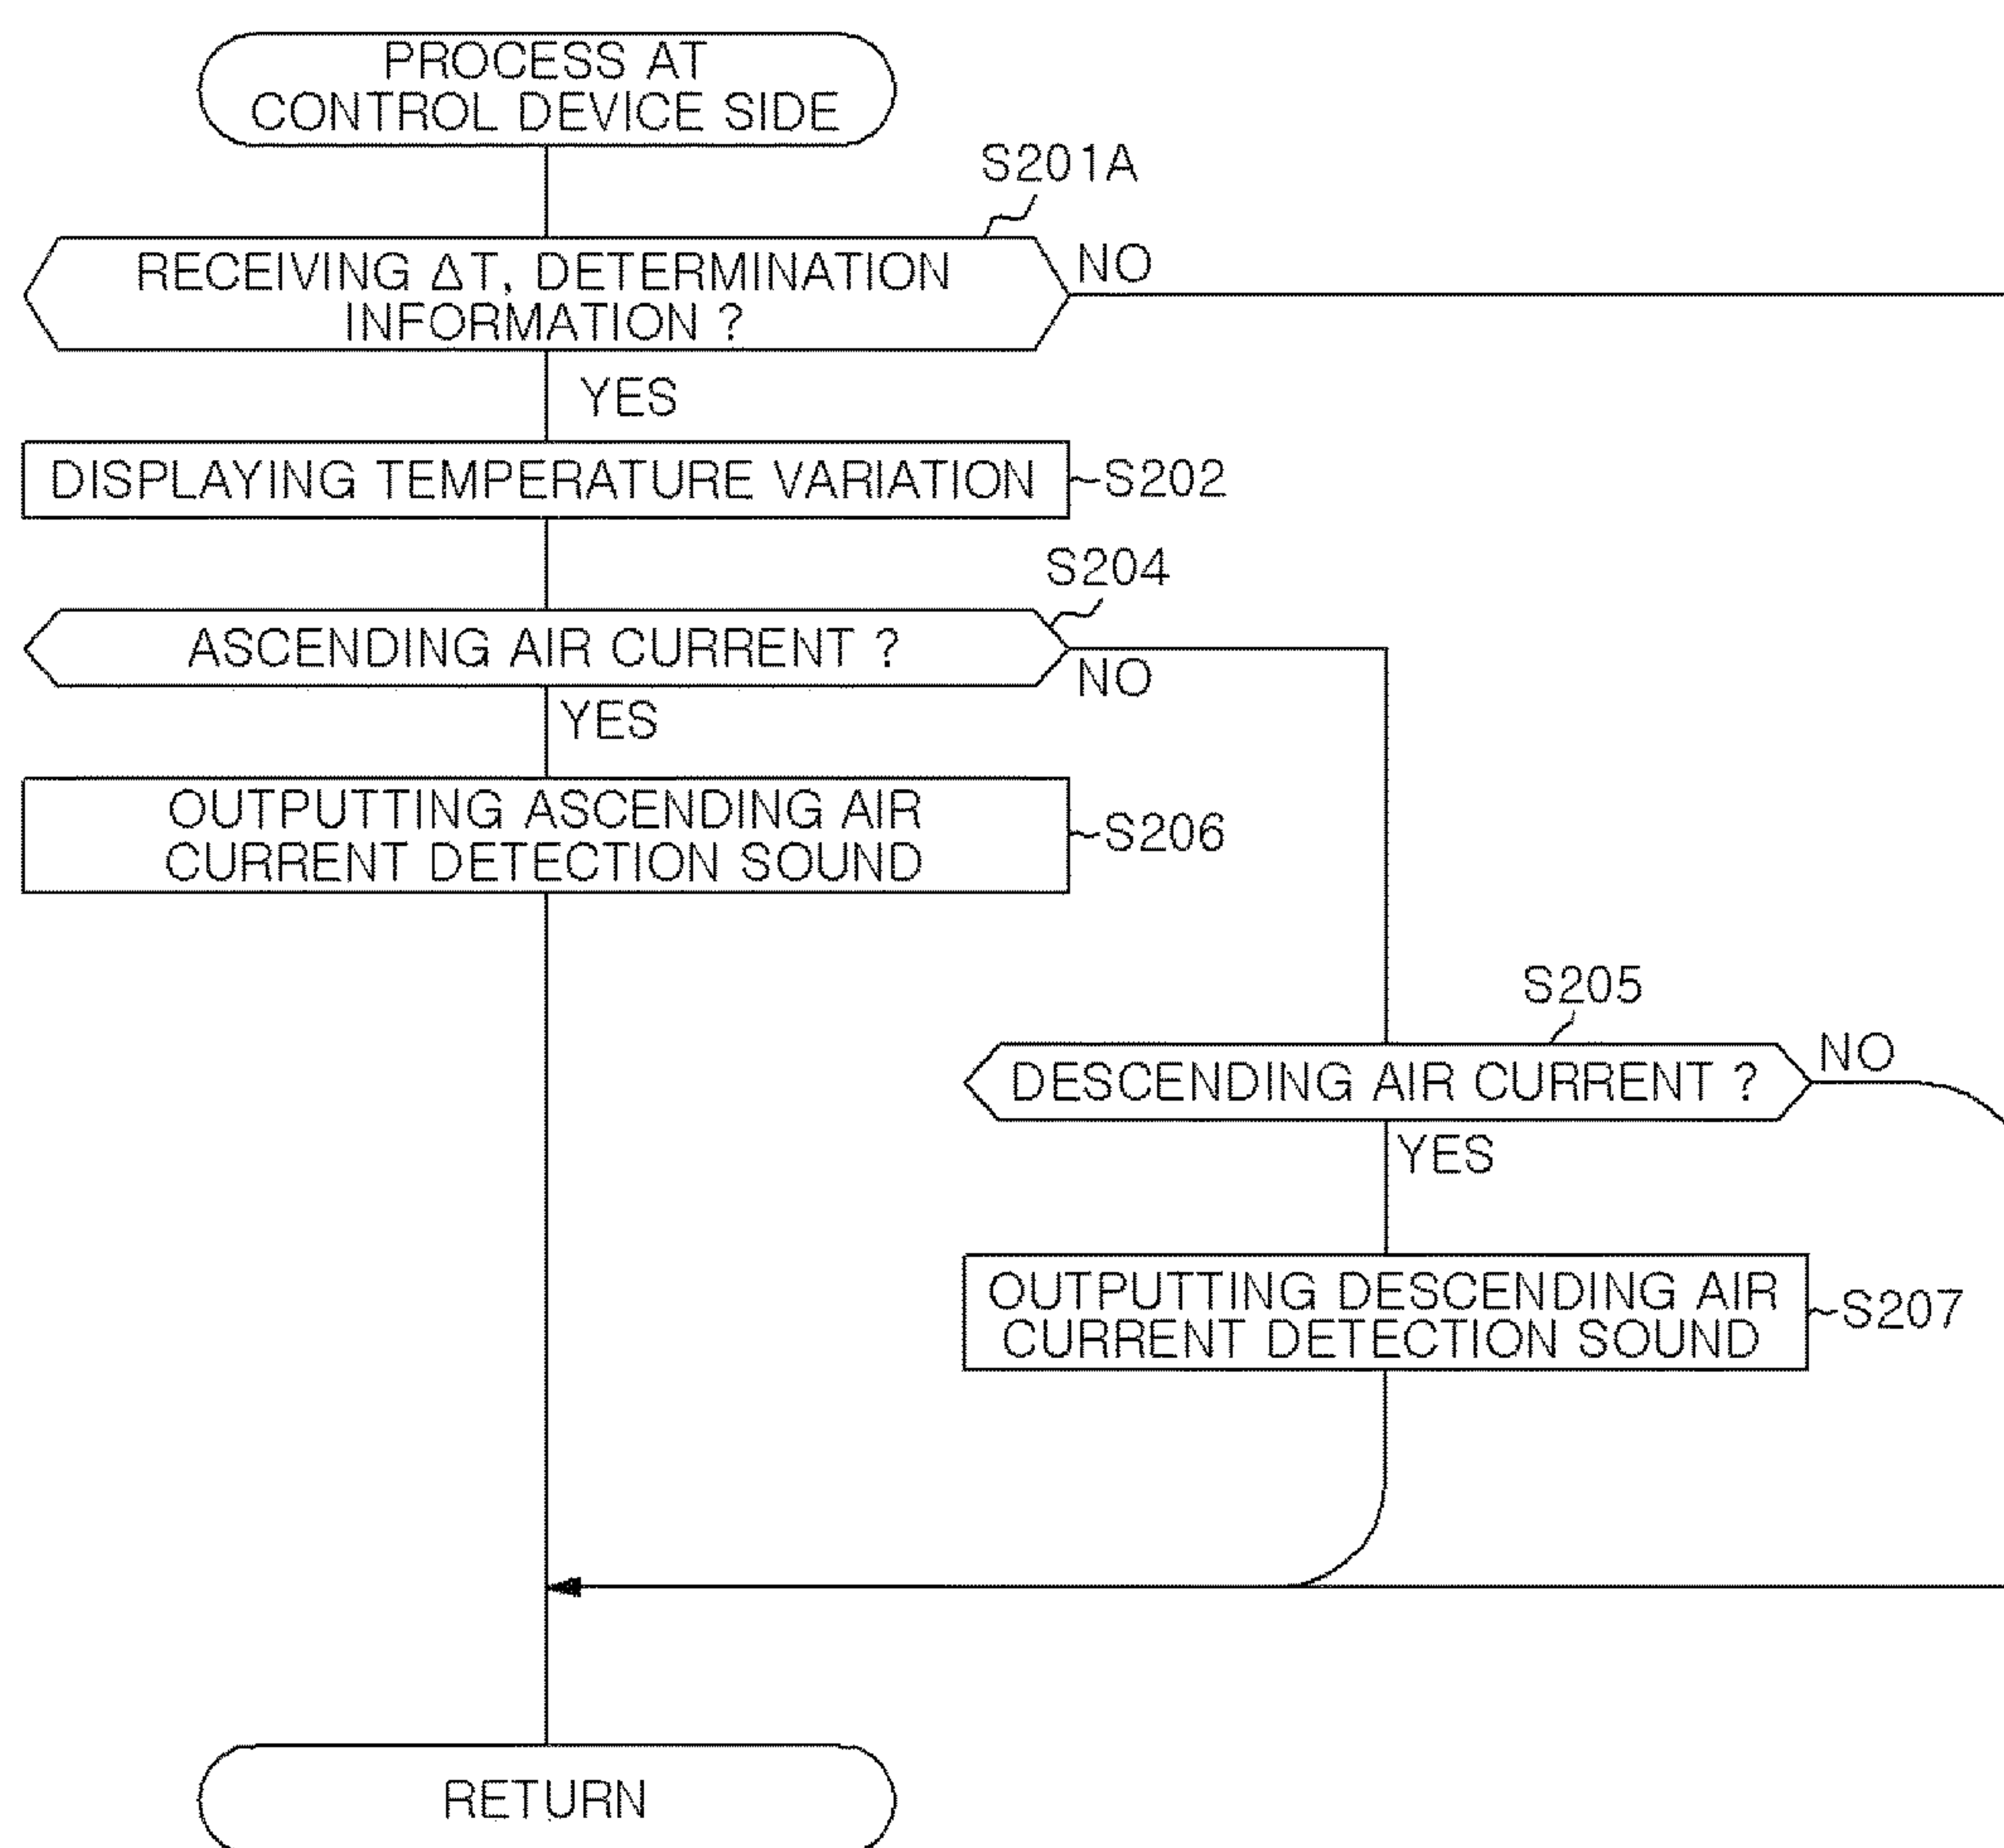 PROCESS AT
CONTROL DEVICE SIDE
S201A
RECEIVING ΔT, DETERMINATION
INFORMATION ?
NO
YES
DISPLAYING TEMPERATURE VARIATION
S202
S204
ASCENDING AIR CURRENT ?
NO
YES
OUTPUTTING ASCENDING AIR
CURRENT DETECTION SOUND
S206
S205
DESCENDING AIR CURRENT ?
NO
YES
OUTPUTTING DESCENDING AIR
CURRENT DETECTION SOUND
S207
RETURN